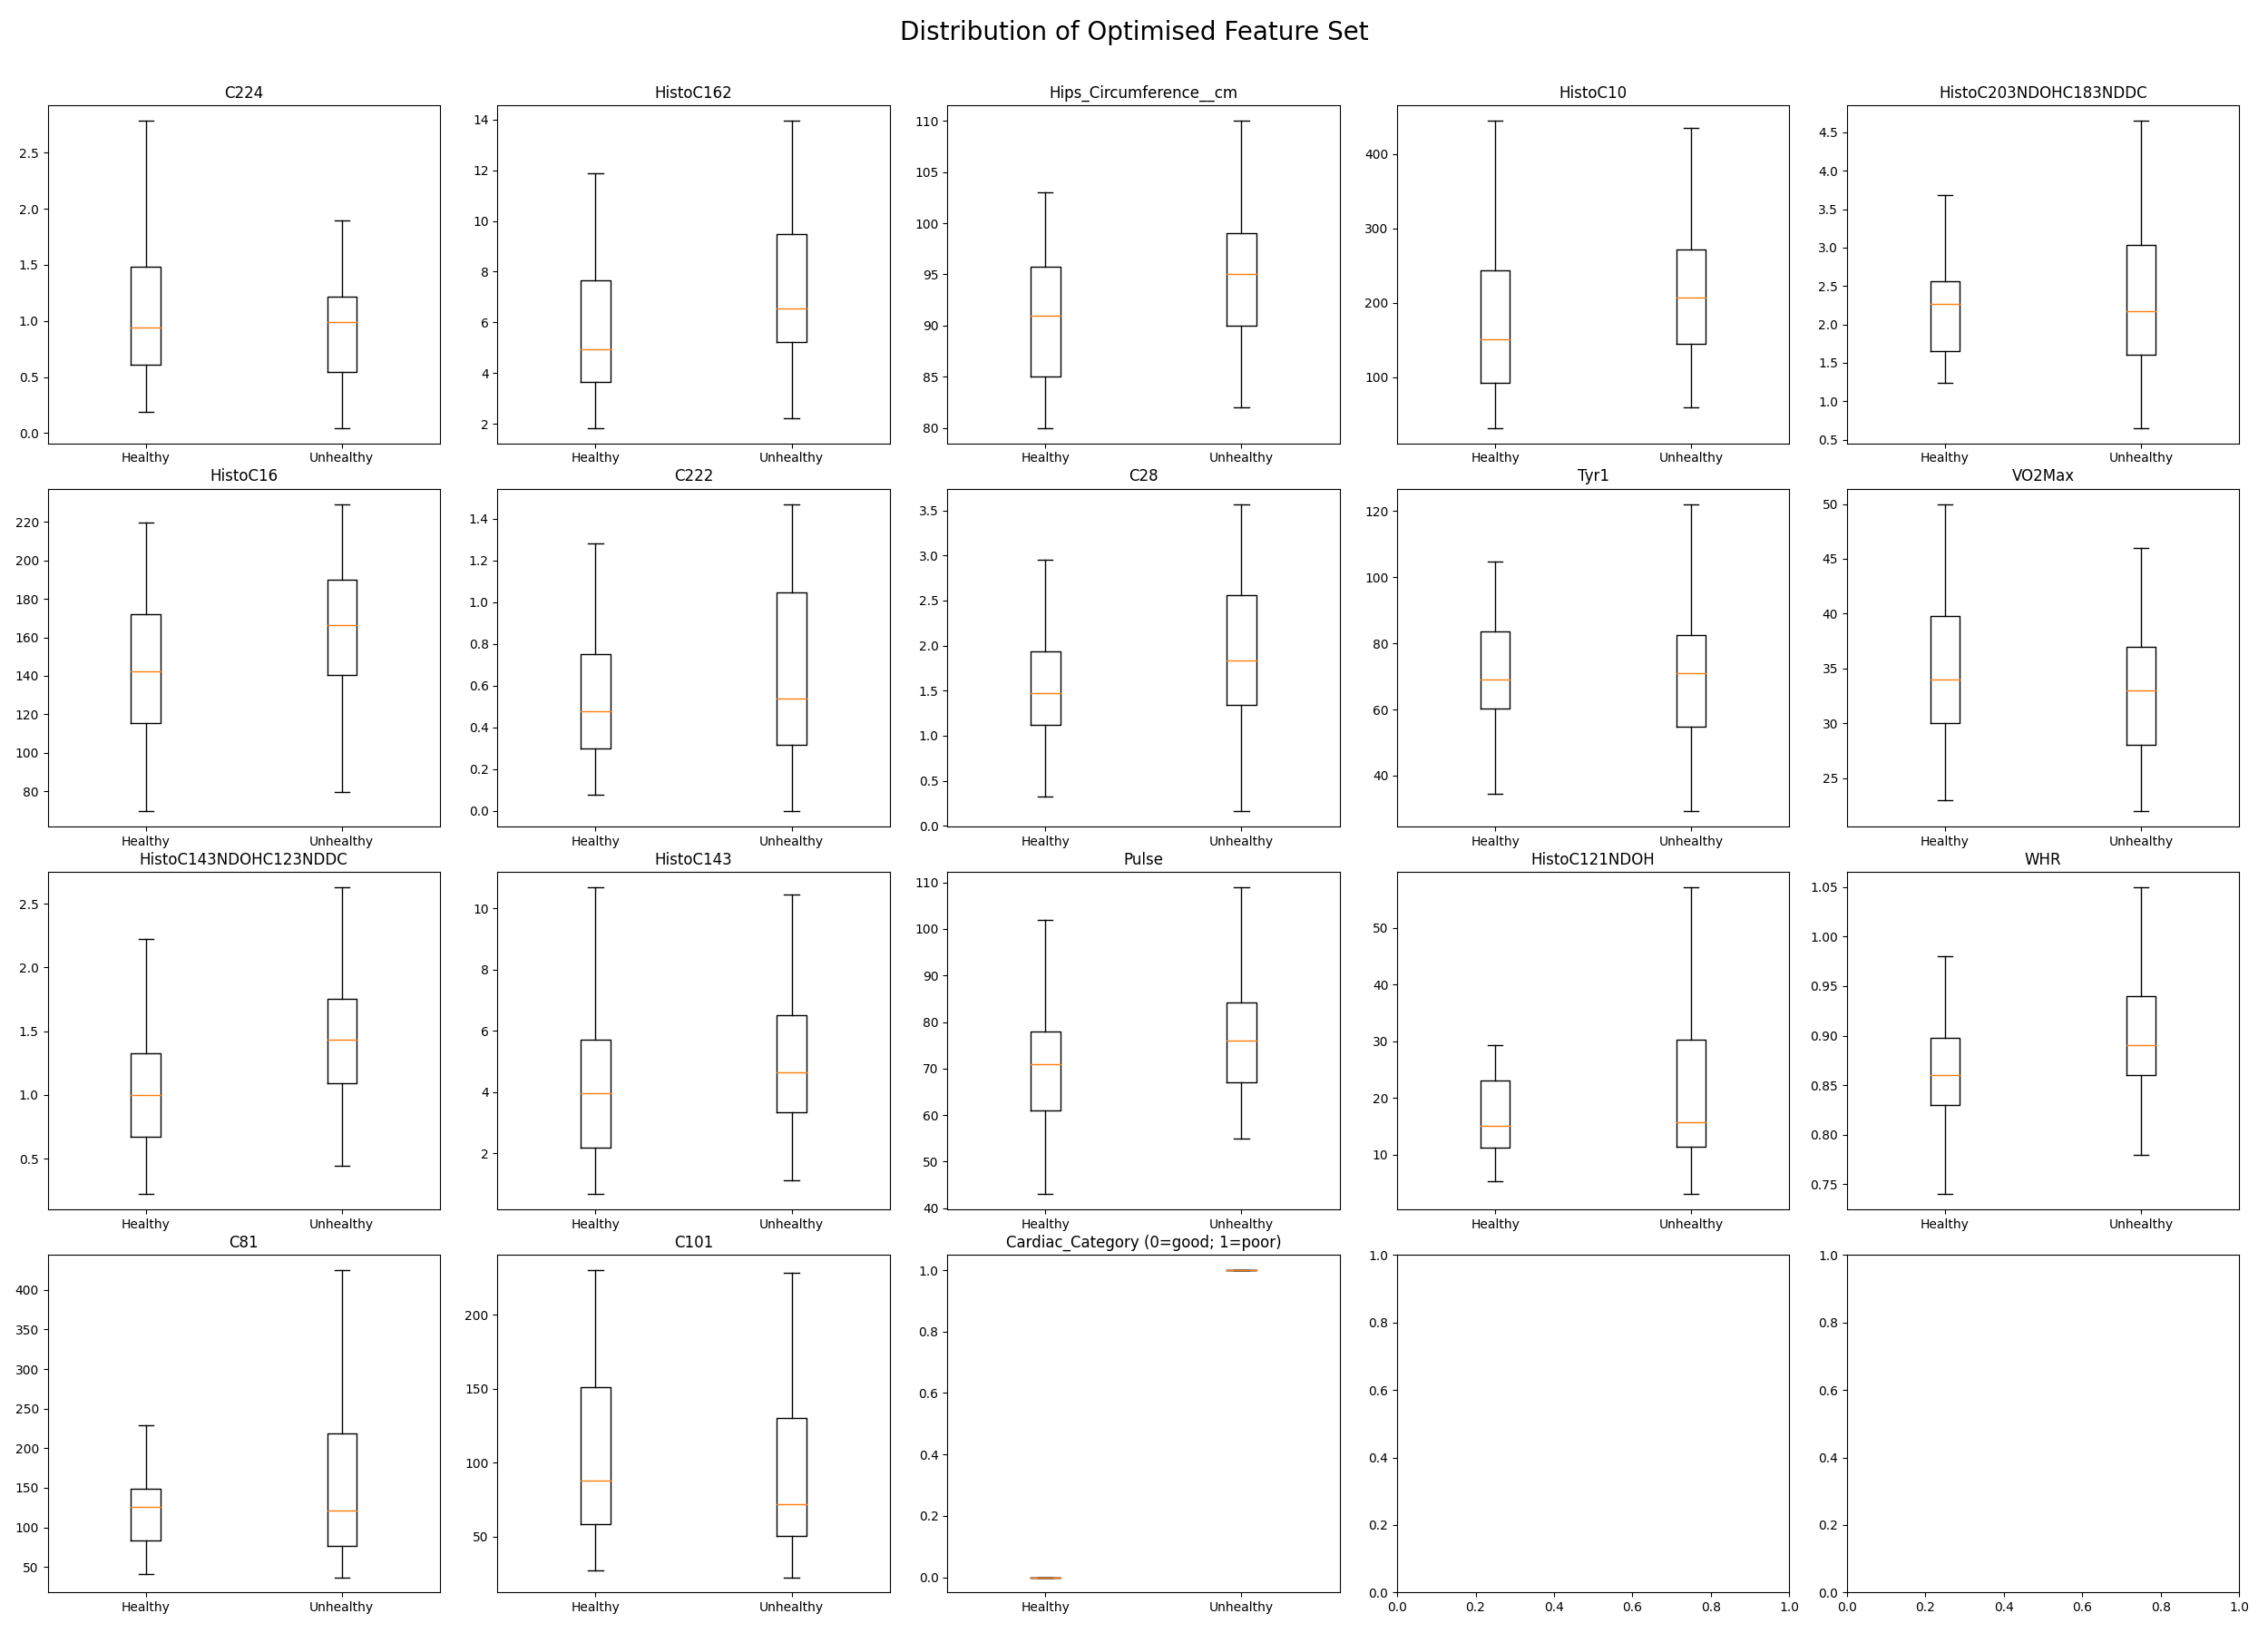 Distribution of Optimised Feature Set
C224 HistoC162 Hips_Circumference__cm HistoC10 HistoC203NDOHC183NDDC
2.5 2.0 1.5 1.0 0.5 0.0 Healthy Unhealthy
14 12 10 8 6 4 2 Healthy Unhealthy
110 105 100 95 90 85 80 Healthy Unhealthy
400 300 200 100 Healthy Unhealthy
4.5 4.0 3.5 3.0 2.5 2.0 1.5 1.0 0.5 Healthy Unhealthy
HistoC16 C222 C28 Tyr1 VO2Max
220 200 180 160 140 120 100 80 Healthy Unhealthy
1.4 1.2 1.0 0.8 0.6 0.4 0.2 0.0 Healthy Unhealthy
3.5 3.0 2.5 2.0 1.5 1.0 0.5 0.0 Healthy Unhealthy
120 100 80 60 40 Healthy Unhealthy
50 45 40 35 30 25 Healthy Unhealthy
HistoC143NDOHC123NDDC HistoC143 Pulse HistoC121NDOH WHR
2.5 2.0 1.5 1.0 0.5 Healthy Unhealthy
10 8 6 4 2 Healthy Unhealthy
110 100 90 80 70 60 50 40 Healthy Unhealthy
50 40 30 20 10 Healthy Unhealthy
1.05 1.00 0.95 0.90 0.85 0.80 0.75 Healthy Unhealthy
C81 C101 Cardiac_Category (0=good; 1=poor)
400 350 300 250 200 150 100 50 Healthy Unhealthy
200 150 100 50 Healthy Unhealthy
1.0 0.8 0.6 0.4 0.2 0.0 Healthy Unhealthy
1.0 0.8 0.6 0.4 0.2 0.0 0.0 0.2 0.4 0.6 0.8 1.0
1.0 0.8 0.6 0.4 0.2 0.0 0.0 0.2 0.4 0.6 0.8 1.0